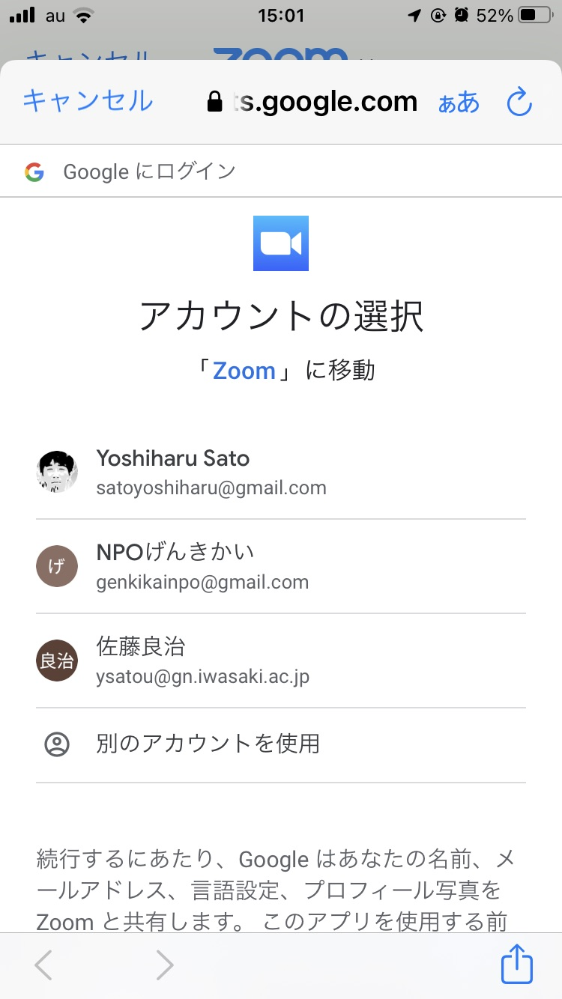 au 15:01 52%
キャンセル zoom
キャンセル s.google.com ぁあ
G Google にログイン
アカウントの選択
「Zoom」 に移動
Yoshiharu Sato
satoyoshiharu@gmail.com
げ NPOげんきかい
genkikainpo@gmail.com
良治 佐藤良治
ysatou@gn.iwasaki.ac.jp
別のアカウントを使用
続行するにあたり、Google はあなたの名前、メ
ールアドレス、言語設定、プロフィール写真を
Zoom と共有します。 このアプリを使用する前